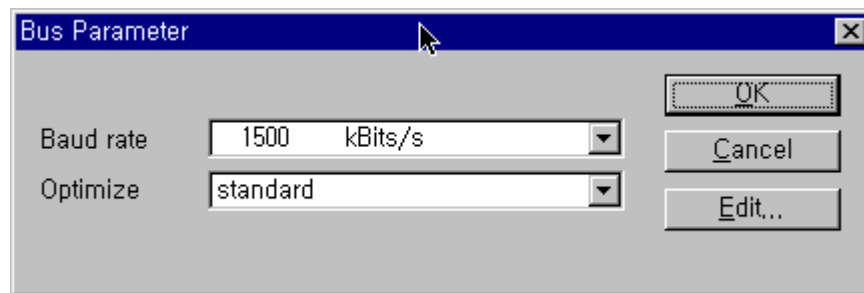 Bus Parameter
OK
Baud rate 1500 kBits/s
Cancel
Optimize standard
Edit...